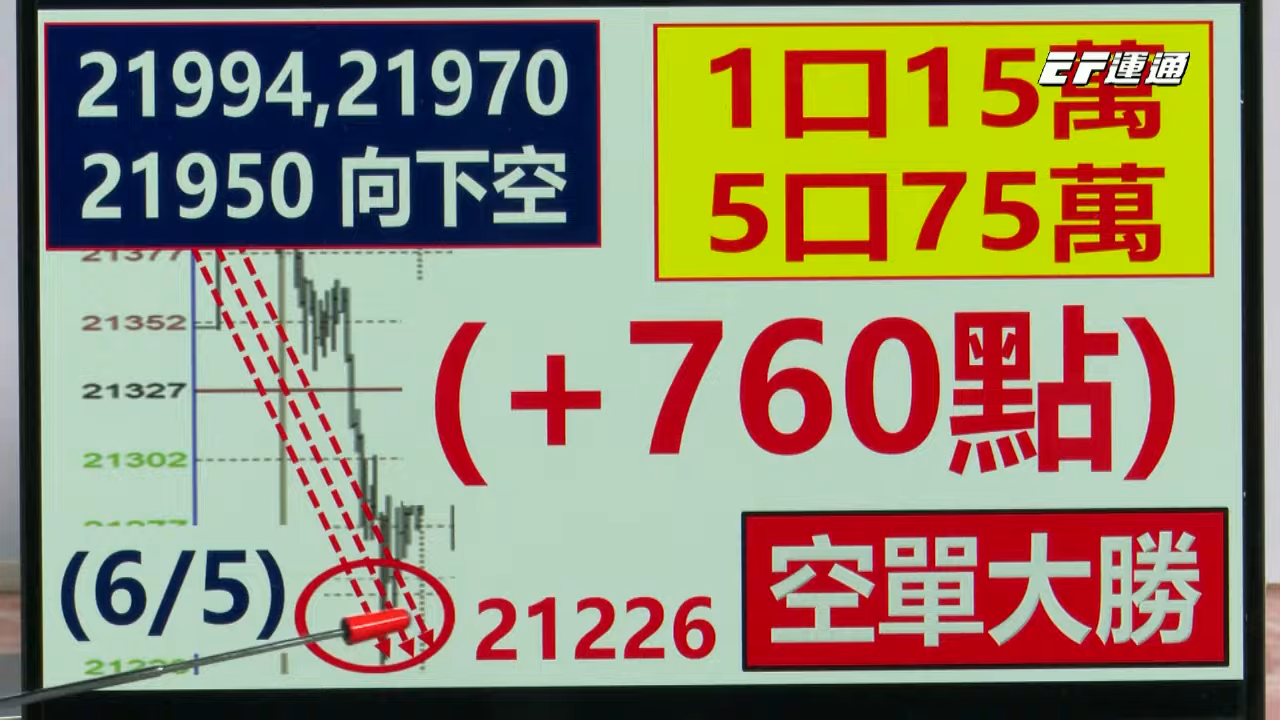 21994,21970
21950 向下空
1口15萬
5口75萬
EF運通
21377
21352
(+760點)
21327
21302
(6/5)
21226
空單大勝